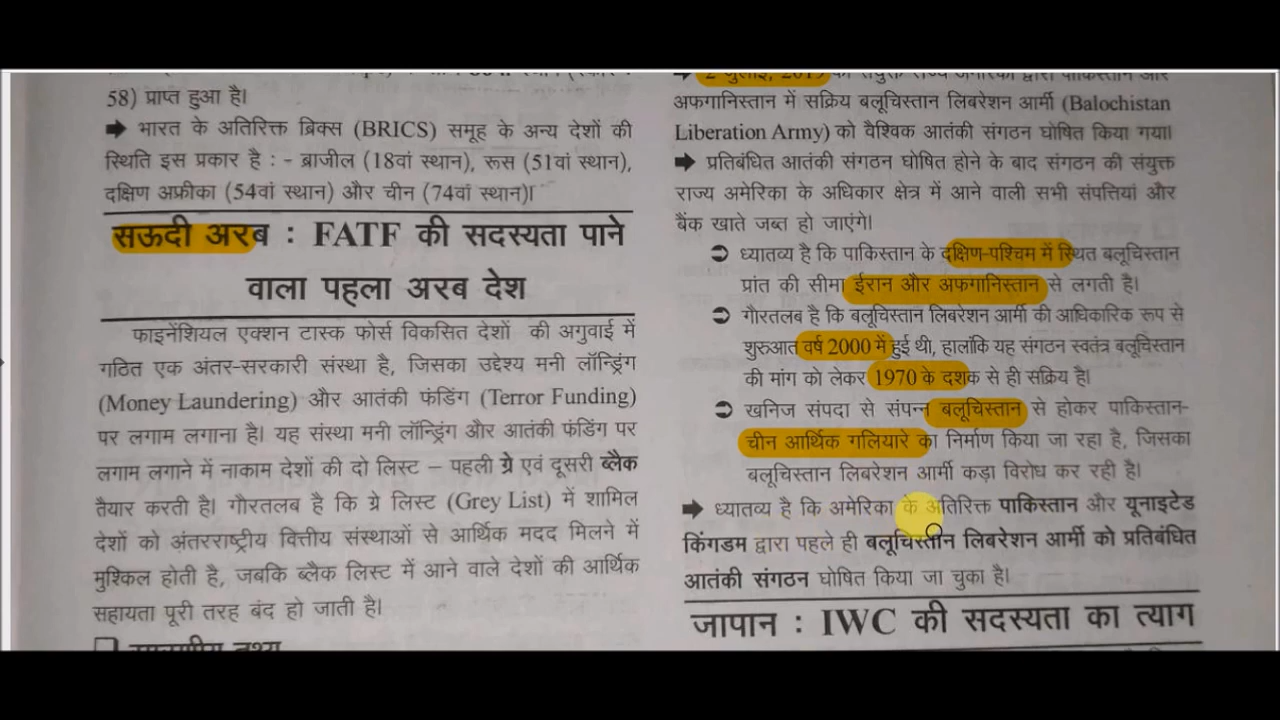 58) प्राप्त हुआ है।
➡ भारत के अतिरिक्त ब्रिक्स (BRICS) समूह के अन्य देशों की
स्थिति इस प्रकार है : - ब्राजील (18वां स्थान), रूस (51वां स्थान),
दक्षिण अफ्रीका (54वां स्थान) और चीन (74वां स्थान)।
सऊदी अरब : FATF की सदस्यता पाने
वाला पहला अरब देश
फाइनेंशियल एक्शन टास्क फोर्स विकसित देशों की अगुवाई में
गठित एक अंतर-सरकारी संस्था है, जिसका उद्देश्य मनी लॉन्ड्रिंग
(Money Laundering) और आतंकी फंडिंग (Terror Funding)
पर लगाम लगाना है। यह संस्था मनी लॉन्ड्रिंग और आतंकी फंडिंग पर
लगाम लगाने में नाकाम देशों की दो लिस्ट – पहली ग्रे एवं दूसरी ब्लैक
तैयार करती है। गौरतलब है कि ग्रे लिस्ट (Grey List) में शामिल
देशों को अंतरराष्ट्रीय वित्तीय संस्थाओं से आर्थिक मदद मिलने में
मुश्किल होती है, जबकि ब्लैक लिस्ट में आने वाले देशों की आर्थिक
सहायता पूरी तरह बंद हो जाती है।
➡ 2 जुलाई, 2019 को संयुक्त राज्य अमेरिका द्वारा पाकिस्तान और
अफगानिस्तान में सक्रिय बलूचिस्तान लिबरेशन आर्मी (Balochistan
Liberation Army) को वैश्विक आतंकी संगठन घोषित किया गया।
➡ प्रतिबंधित आतंकी संगठन घोषित होने के बाद संगठन की संयुक्त
राज्य अमेरिका के अधिकार क्षेत्र में आने वाली सभी संपत्तियां और
बैंक खाते जब्त हो जाएंगे।
➲ ध्यातव्य है कि पाकिस्तान के दक्षिण-पश्चिम में स्थित बलूचिस्तान
प्रांत की सीमा ईरान और अफगानिस्तान से लगती है।
➲ गौरतलब है कि बलूचिस्तान लिबरेशन आर्मी की आधिकारिक रूप से
शुरुआत वर्ष 2000 में हुई थी, हालांकि यह संगठन स्वतंत्र बलूचिस्तान
की मांग को लेकर 1970 के दशक से ही सक्रिय है।
➲ खनिज संपदा से संपन्न बलूचिस्तान से होकर पाकिस्तान-
चीन आर्थिक गलियारे का निर्माण किया जा रहा है, जिसका
बलूचिस्तान लिबरेशन आर्मी कड़ा विरोध कर रही है।
➡ ध्यातव्य है कि अमेरिका के अतिरिक्त पाकिस्तान और यूनाइटेड
किंगडम द्वारा पहले ही बलूचिस्तान लिबरेशन आर्मी को प्रतिबंधित
आतंकी संगठन घोषित किया जा चुका है।
जापान : IWC की सदस्यता का त्याग